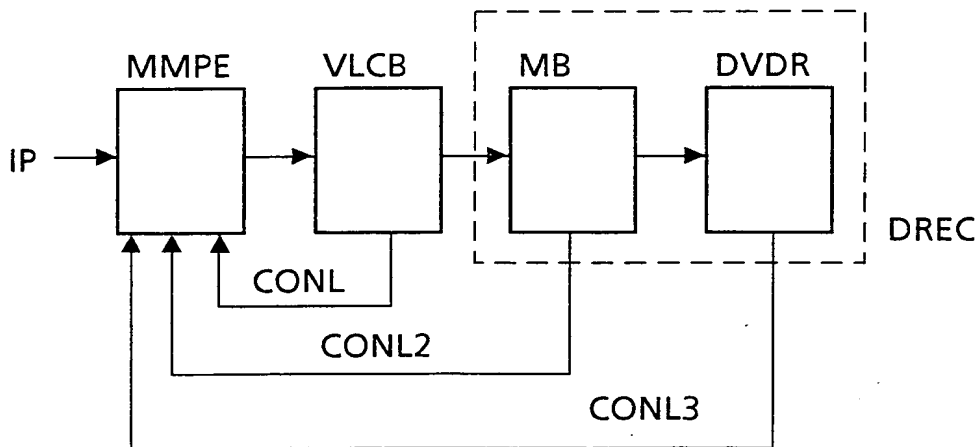 MMPE
VLCB
MB
DVDR
IP
DREC
CONL
CONL2
CONL3